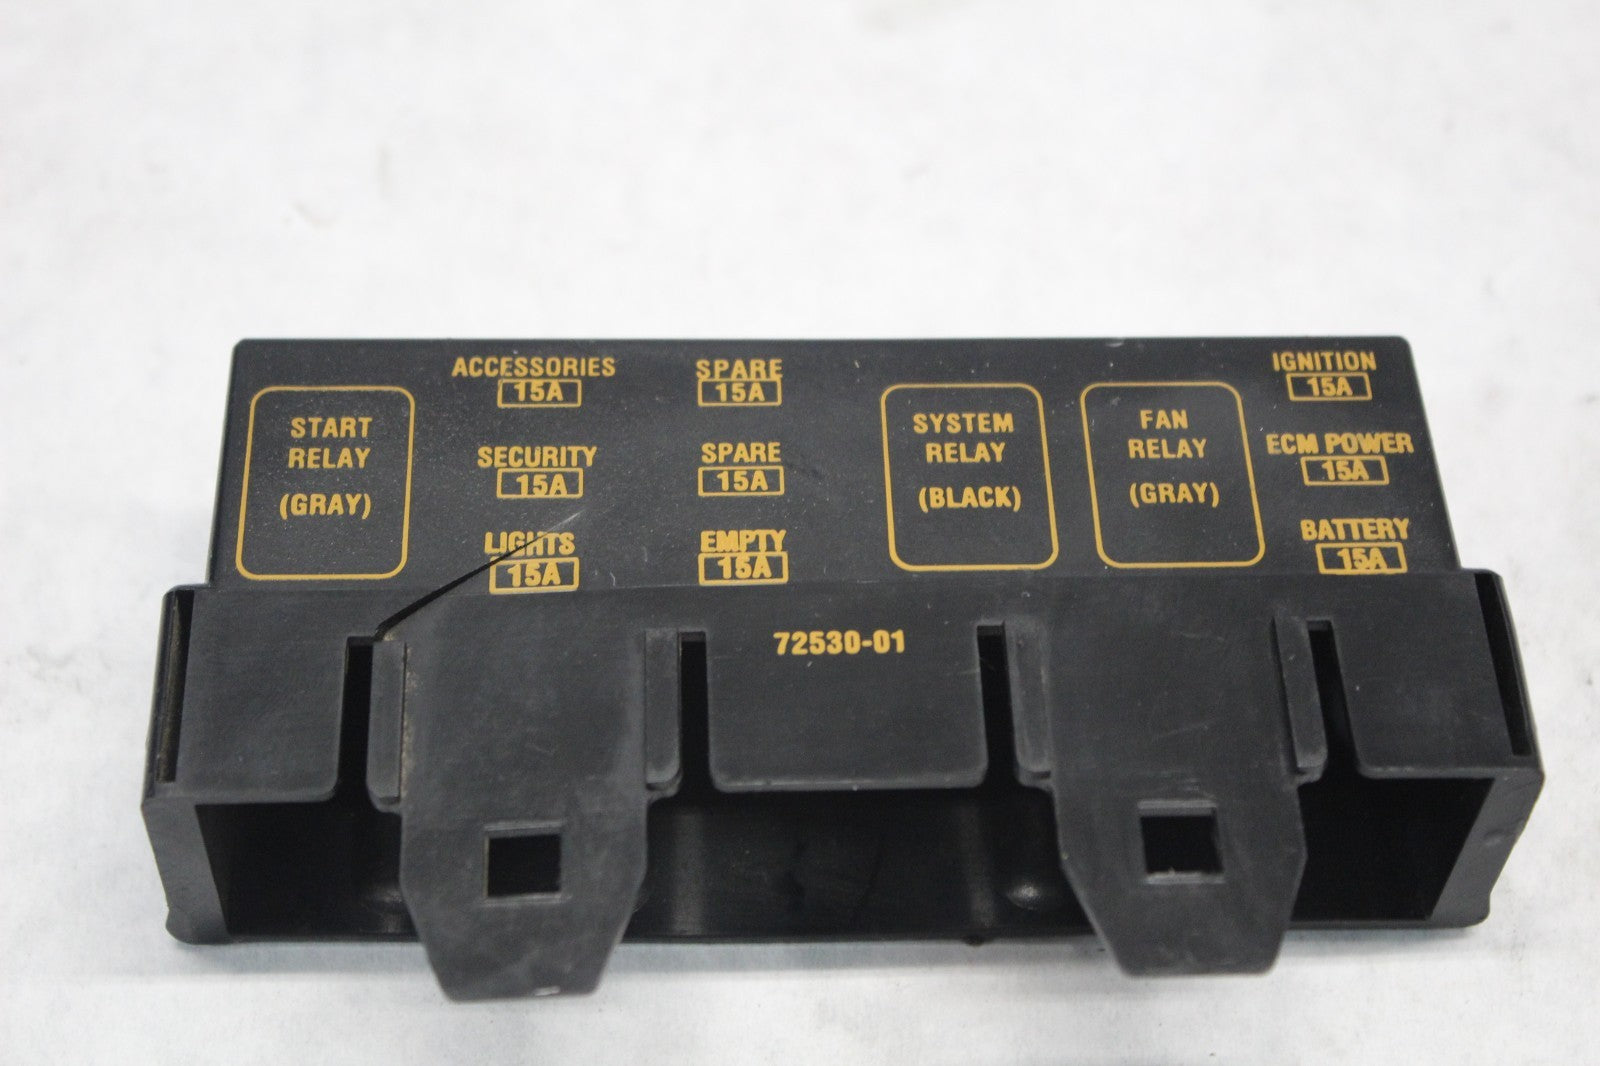 START
RELAY
(GRAY)
ACCESSORIES
15A
SECURITY
15A
LIGHTS
15A
SPARE
15A
SPARE
15A
EMPTY
15A
SYSTEM
RELAY
(BLACK)
FAN
RELAY
(GRAY)
IGNITION
15A
ECM POWER
15A
BATTERY
15A
72530-01